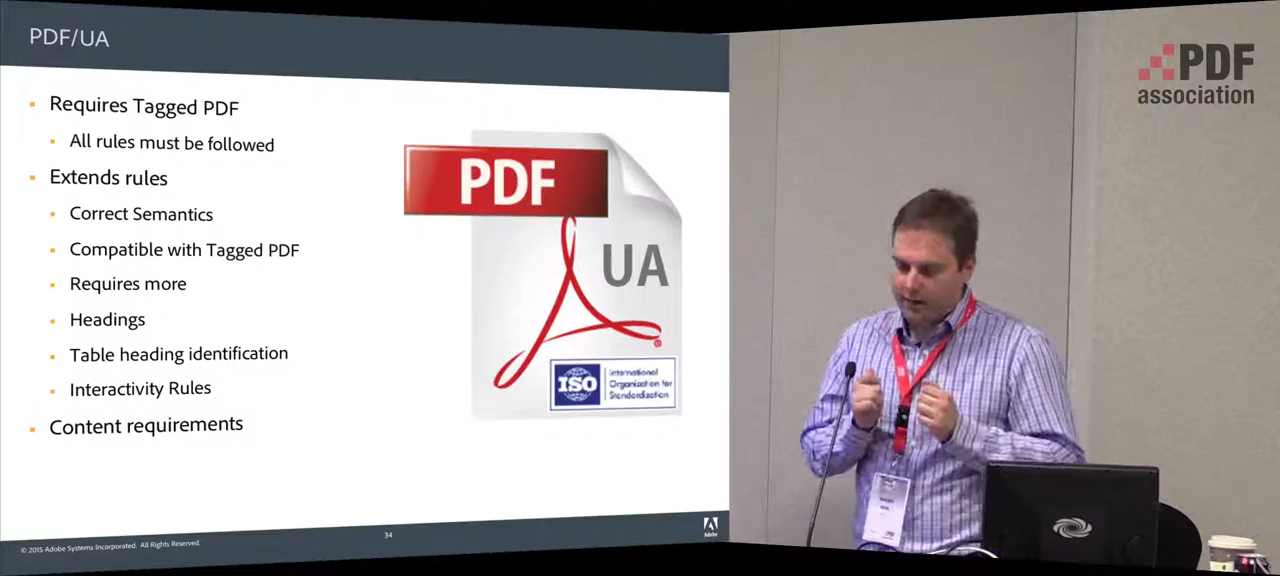 PDF/UA
Requires Tagged PDF
All rules must be followed
Extends rules
Correct Semantics
Compatible with Tagged PDF
Requires more
Headings
Table heading identification
Interactivity Rules
Content requirements
PDF
UA
®
ISO
International
Organization for
Standardization
© 2015 Adobe Systems Incorporated. All Rights Reserved.
34
Adobe
PDF
association